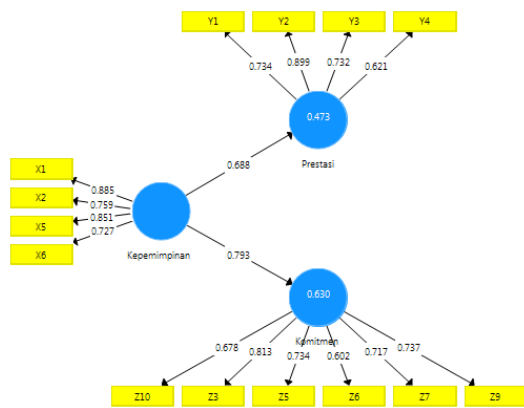 Y1 Y2 Y3 Y4
0.734 0.899 0.732 0.621
0.473
Prestasi
0.688
X1
X2
X5
X6
0.885
0.759
0.851
0.727
Kepemimpinan
0.793
0.630
Komitmen
0.678 0.813 0.734 0.602 0.717 0.737
Z10 Z3 Z5 Z6 Z7 Z9